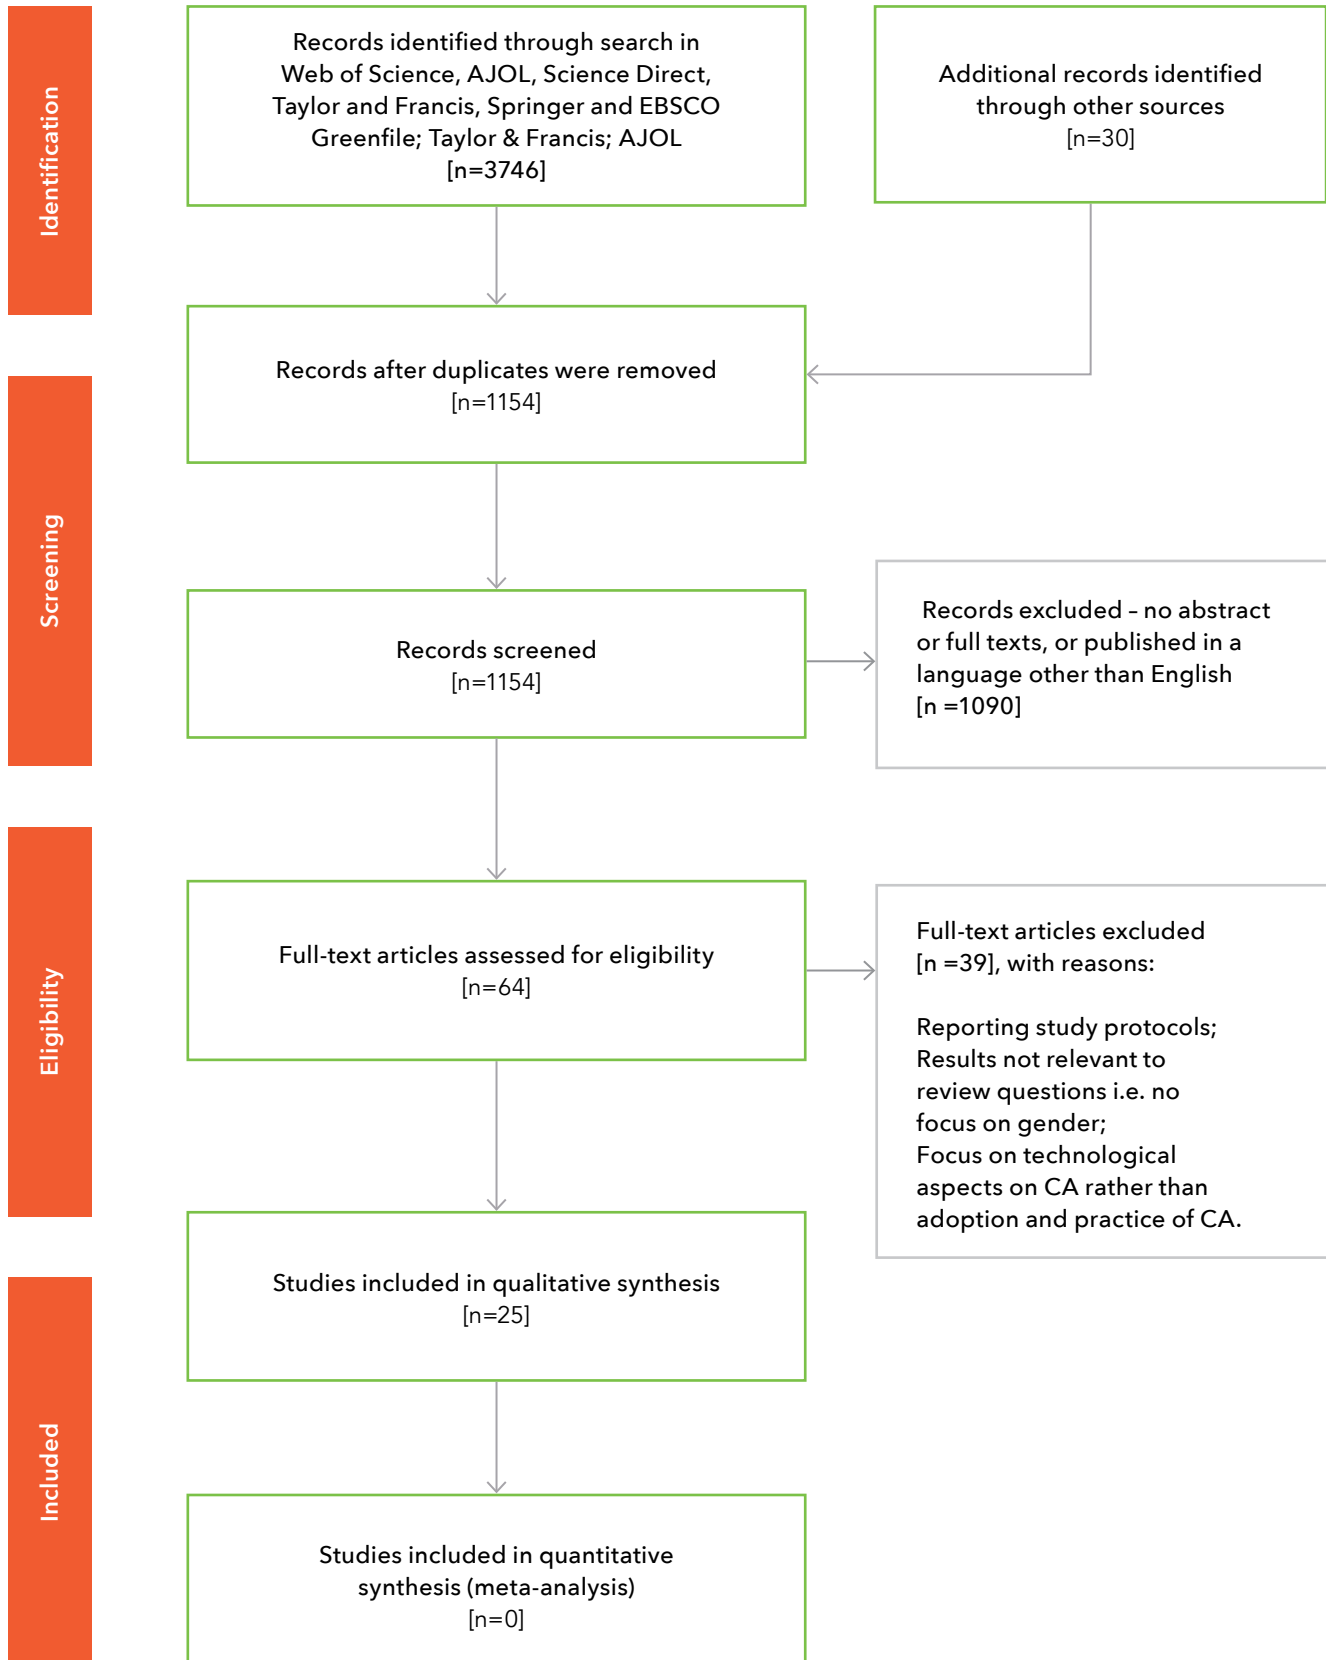 Identification
Records identified through search in
Web of Science, AJOL, Science Direct,
Taylor and Francis, Springer and EBSCO
Greenfile; Taylor & Francis; AJOL
[n=3746]
Additional records identified
through other sources
[n=30]
Records after duplicates were removed
[n=1154]
Screening
Records screened
[n=1154]
Records excluded – no abstract
or full texts, or published in a
language other than English
[n =1090]
Eligibility
Full-text articles assessed for eligibility
[n=64]
Full-text articles excluded
[n =39], with reasons:
Reporting study protocols;
Results not relevant to
review questions i.e. no
focus on gender;
Focus on technological
aspects on CA rather than
adoption and practice of CA.
Studies included in qualitative synthesis
[n=25]
Included
Studies included in quantitative
synthesis (meta-analysis)
[n=0]